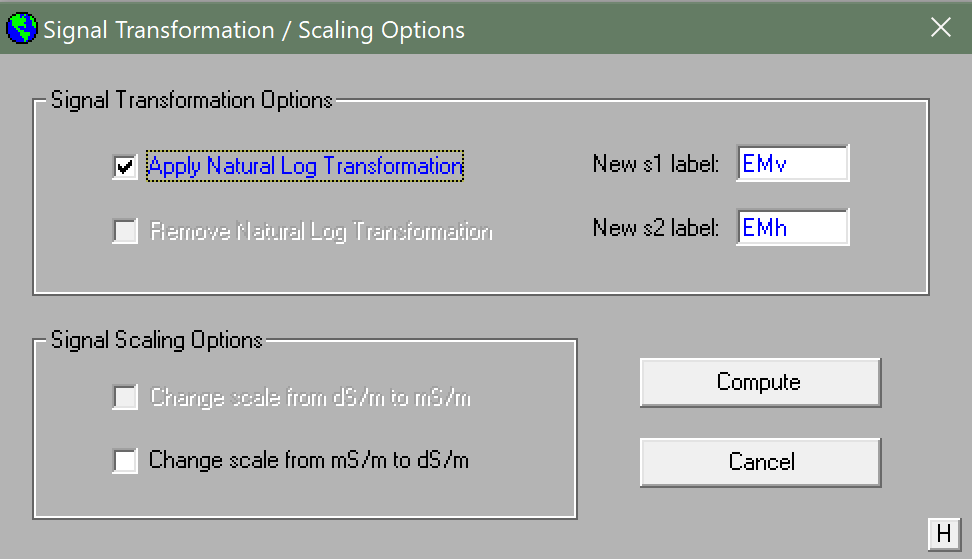 Signal Transformation / Scaling Options
Signal Transformation Options
Apply Natural Log Transformation
New s1 label: EMv
Remove Natural Log Transformation
New s2 label: EMh
Signal Scaling Options
Change scale from dS/m to mS/m
Change scale from mS/m to dS/m
Compute
Cancel
H